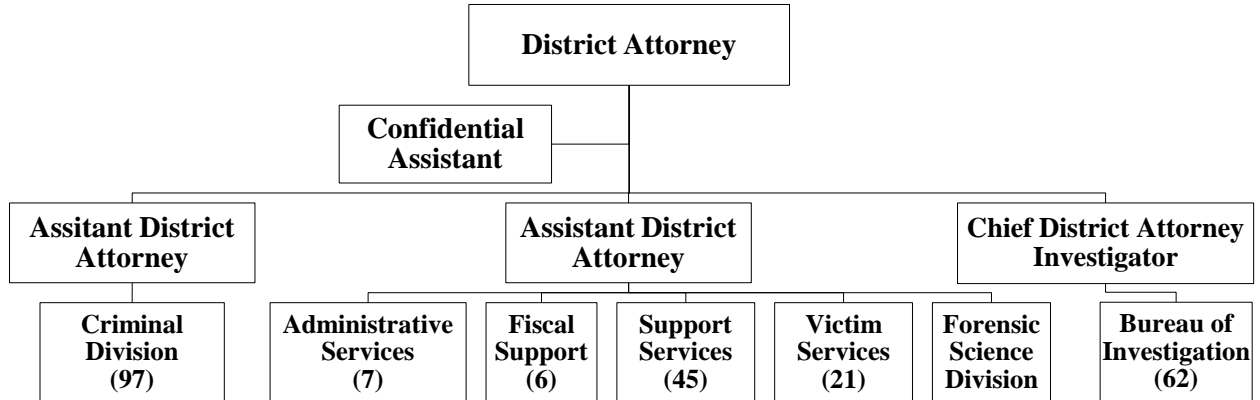 District Attorney
Confidential
Assistant
Assitant District
Attorney
Assistant District
Attorney
Chief District Attorney
Investigator
Criminal
Division
(97)
Administrative
Services
(7)
Fiscal
Support
(6)
Support
Services
(45)
Victim
Services
(21)
Forensic
Science
Division
Bureau of
Investigation
(62)